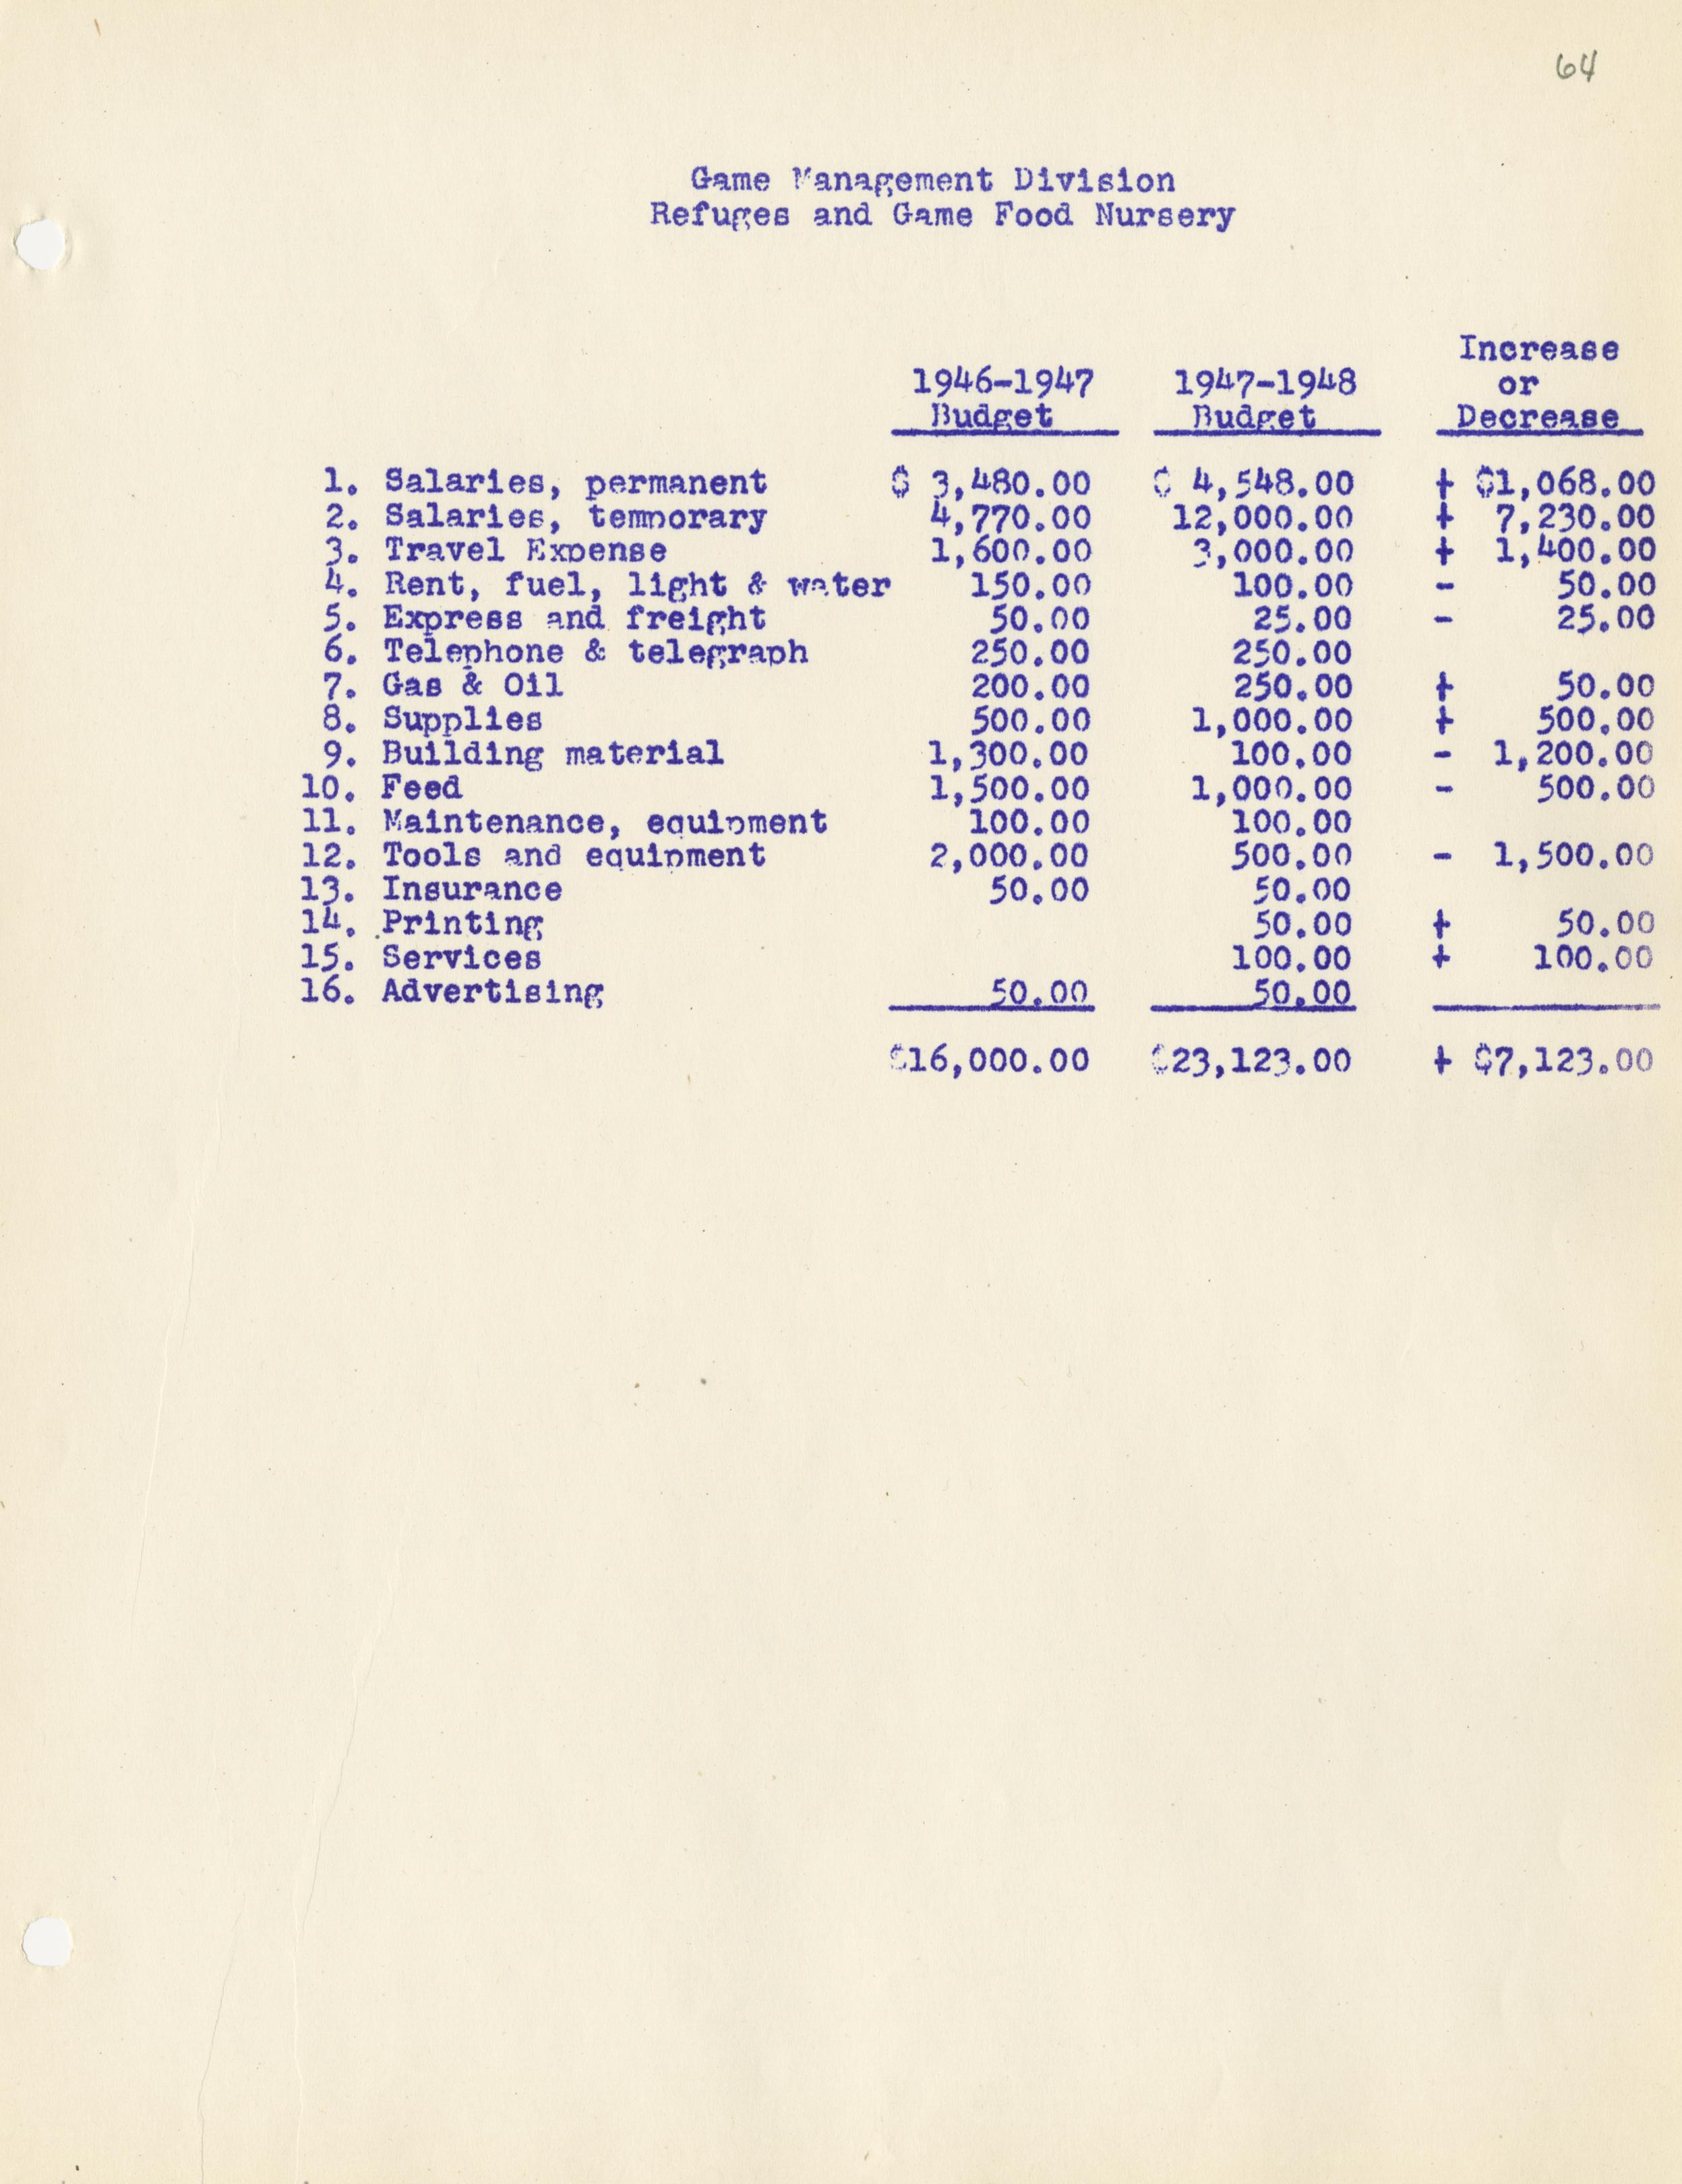 64
Game Management Division
Refuges and Game Food Nursery
Increase
1946-1947 1947-1948 or
Budget Budget Decrease
1. Salaries, permanent $ 3,480.00 $ 4,548.00 + $1,068.00
2. Salaries, temporary 4,770.00 12,000.00 + 7,230.00
3. Travel Expense 1,600.00 3,000.00 + 1,400.00
4. Rent, fuel, light & water 150.00 100.00 - 50.00
5. Express and freight 50.00 25.00 - 25.00
6. Telephone & telegraph 250.00 250.00
7. Gas & Oil 200.00 250.00 + 50.00
8. Supplies 500.00 1,000.00 + 500.00
9. Building material 1,300.00 100.00 - 1,200.00
10. Feed 1,500.00 1,000.00 - 500.00
11. Maintenance, equipment 100.00 100.00
12. Tools and equipment 2,000.00 500.00 - 1,500.00
13. Insurance 50.00 50.00
14. Printing 50.00 + 50.00
15. Services 100.00 + 100.00
16. Advertising 50.00 50.00
$16,000.00 $23,123.00 + $7,123.00